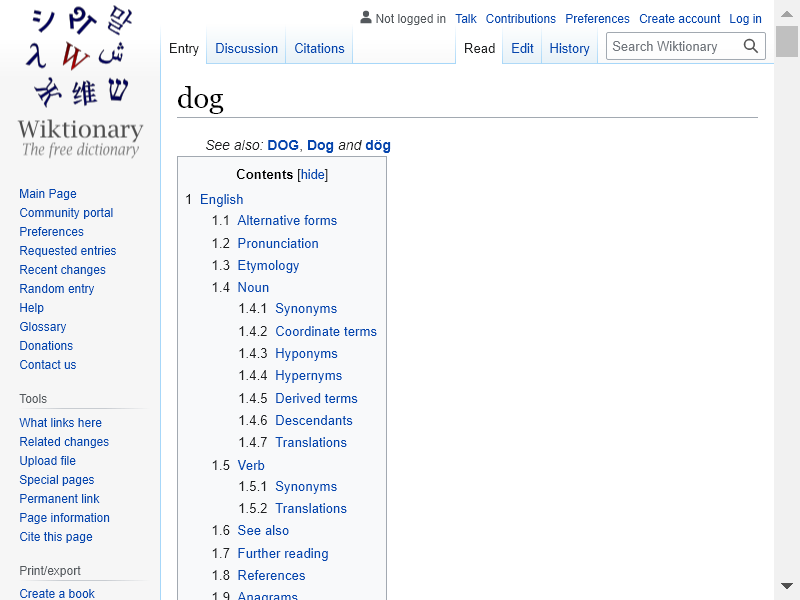 Not logged in Talk Contributions Preferences Create account Log in
Entry Discussion Citations Read Edit History Search Wiktionary
シ 말
λ W ش
维 ש
Wiktionary
The free dictionary
dog
See also: DOG, Dog and dög
Main Page
Community portal
Preferences
Requested entries
Recent changes
Random entry
Help
Glossary
Donations
Contact us
Tools
What links here
Related changes
Upload file
Special pages
Permanent link
Page information
Cite this page
Print/export
Create a book
Contents [hide]
1 English
1.1 Alternative forms
1.2 Pronunciation
1.3 Etymology
1.4 Noun
1.4.1 Synonyms
1.4.2 Coordinate terms
1.4.3 Hyponyms
1.4.4 Hypernyms
1.4.5 Derived terms
1.4.6 Descendants
1.4.7 Translations
1.5 Verb
1.5.1 Synonyms
1.5.2 Translations
1.6 See also
1.7 Further reading
1.8 References
1.9 Anagrams